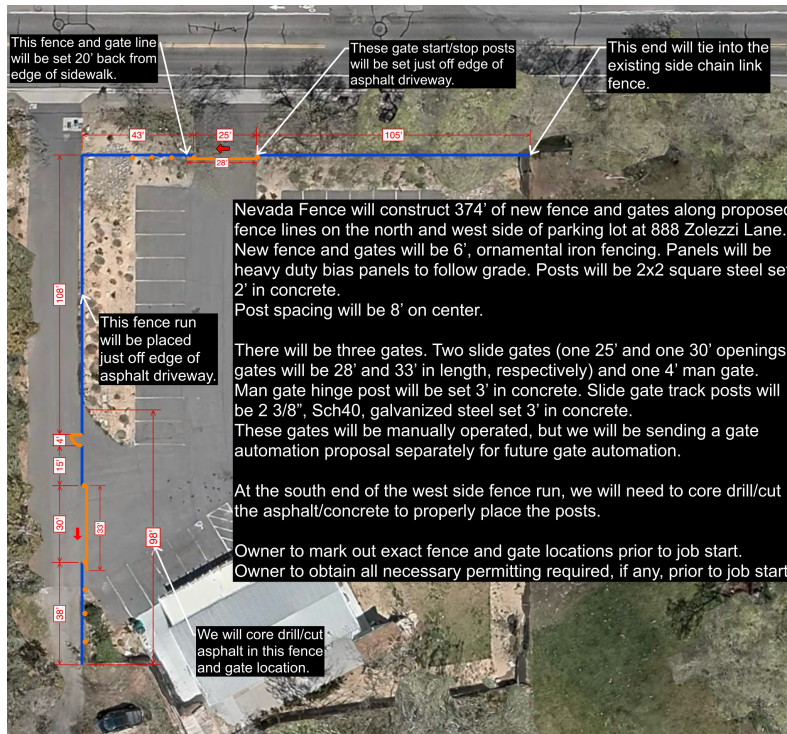 This fence and gate line
will be set 20’ back from
edge of sidewalk.
These gate start/stop posts
will be set just off edge of
asphalt driveway.
This end will tie into the
existing side chain link
fence.
43'
25'
105'
28'
Nevada Fence will construct 374’ of new fence and gates along proposed
fence lines on the north and west side of parking lot at 888 Zolezzi Lane.
New fence and gates will be 6’, ornamental iron fencing. Panels will be
heavy duty bias panels to follow grade. Posts will be 2x2 square steel set
2’ in concrete.
Post spacing will be 8’ on center.
There will be three gates. Two slide gates (one 25’ and one 30’ openings
gates will be 28’ and 33’ in length, respectively) and one 4’ man gate.
Man gate hinge post will be set 3’ in concrete. Slide gate track posts will
be 2 3/8”, Sch40, galvanized steel set 3’ in concrete.
These gates will be manually operated, but we will be sending a gate
automation proposal separately for future gate automation.
At the south end of the west side fence run, we will need to core drill/cut
the asphalt/concrete to properly place the posts.
Owner to mark out exact fence and gate locations prior to job start.
Owner to obtain all necessary permitting required, if any, prior to job start
108'
This fence run
will be placed
just off edge of
asphalt driveway.
4'
15'
30'
33'
98'
38'
We will core drill/cut
asphalt in this fence
and gate location.